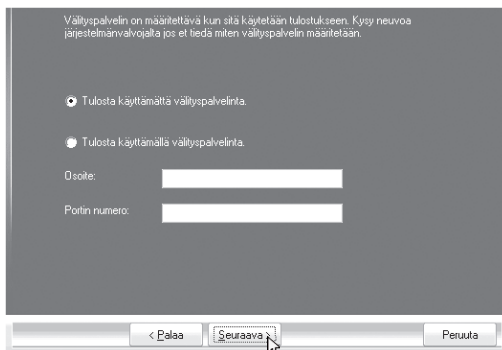 Välityspalvelin on määritettävä kun sitä käytetään tulostukseen. Kysy neuvoa
järjestelmänvalvojalta jos et tiedä miten välityspalvelin määritetään.
Tulosta käyttämättä välityspalvelinta.
Tulosta käyttämällä välityspalvelinta.
Osoite:
Portin numero:
< Palaa
Seuraava >
Peruuta